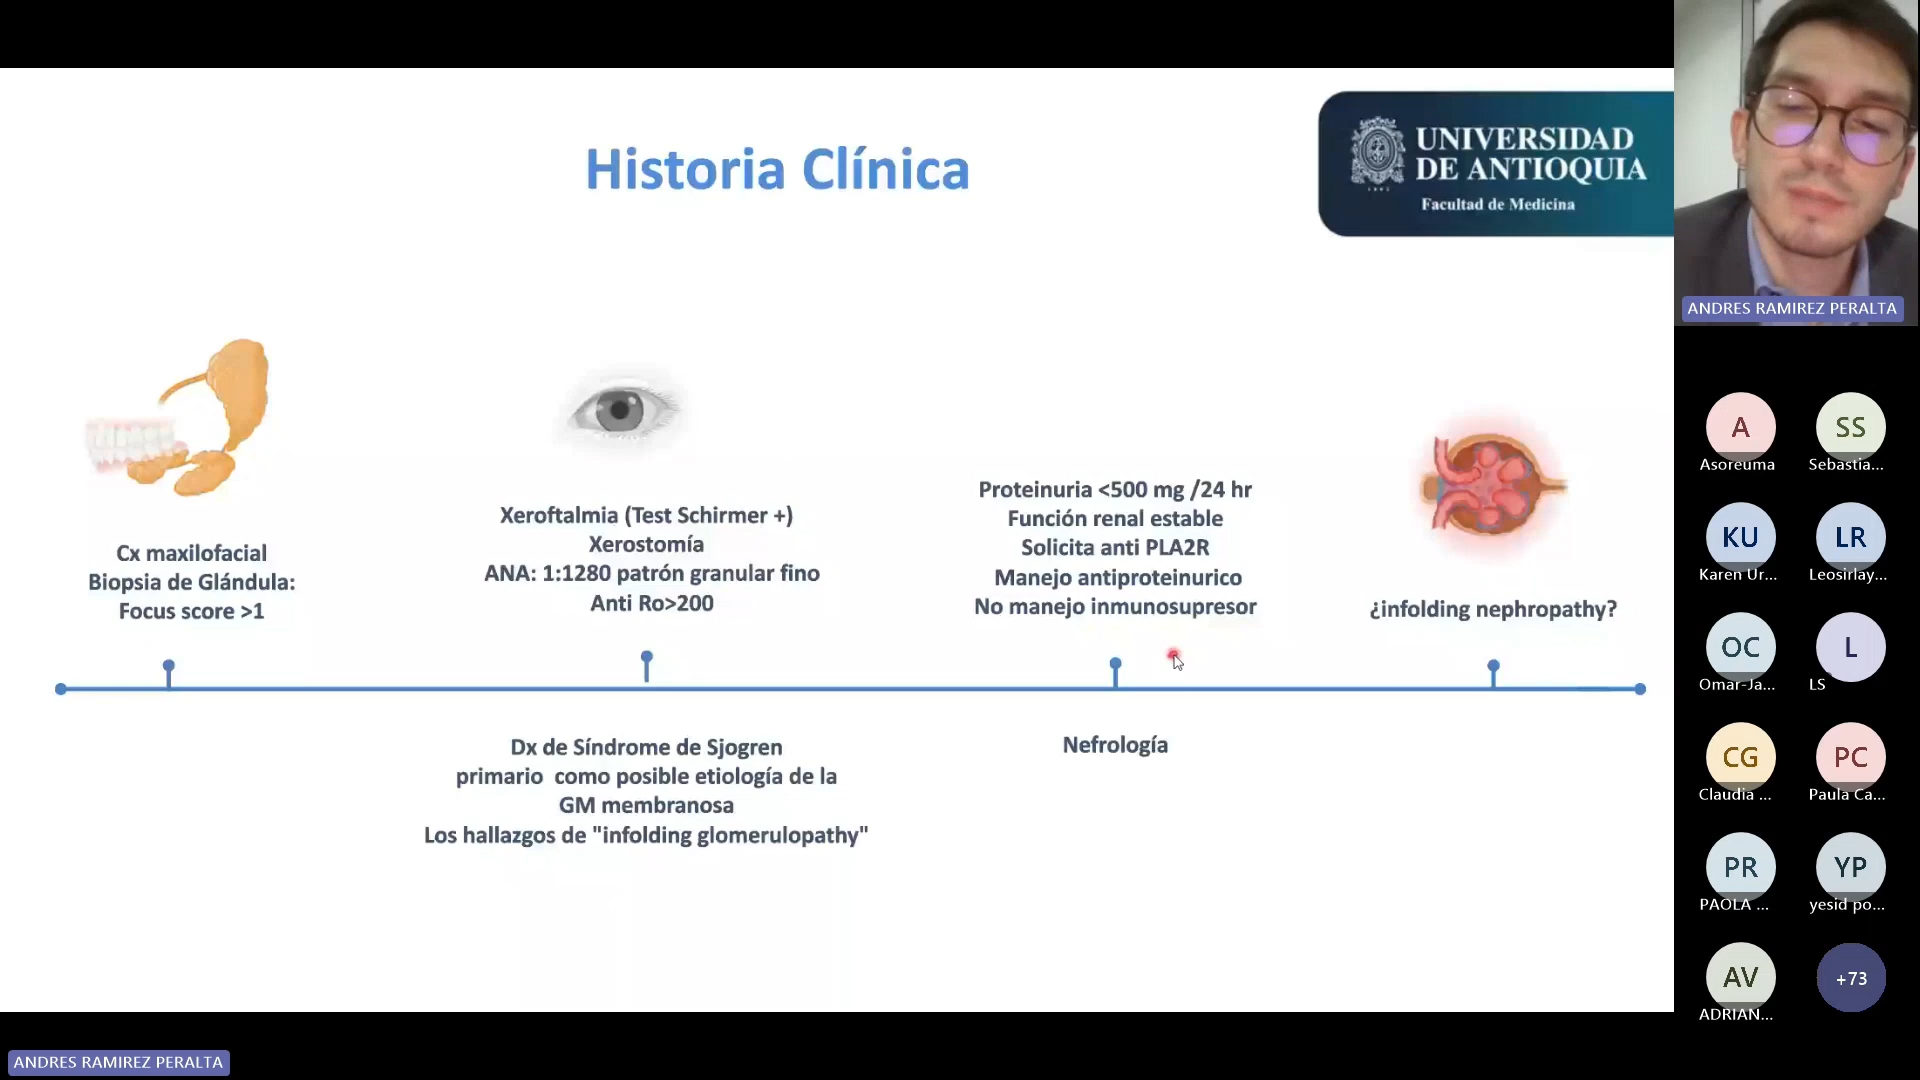 Historia Clínica
UNIVERSIDAD
DE ANTIOQUIA
Facultad de Medicina
Cx maxilofacial
Biopsia de Glándula:
Focus score >1
Xeroftalmia (Test Schirmer +)
Xerostomía
ANA: 1:1280 patrón granular fino
Anti Ro>200
Proteinuria <500 mg /24 hr
Función renal estable
Solicita anti PLA2R
Manejo antiproteinurico
No manejo inmunosupresor
¿infolding nephropathy?
Dx de Síndrome de Sjogren
primario como posible etiología de la
GM membranosa
Los hallazgos de "infolding glomerulopathy"
Nefrología
ANDRES RAMIREZ PERALTA
A
Asoreuma
SS
Sebastia...
KU
Karen Ur...
LR
Leosirlay...
OC
Omar-Ja...
L
LS
CG
Claudia ...
PC
Paula Ca...
PR
PAOLA ...
YP
yesid po...
AV
ADRIAN...
+73
ANDRES RAMIREZ PERALTA